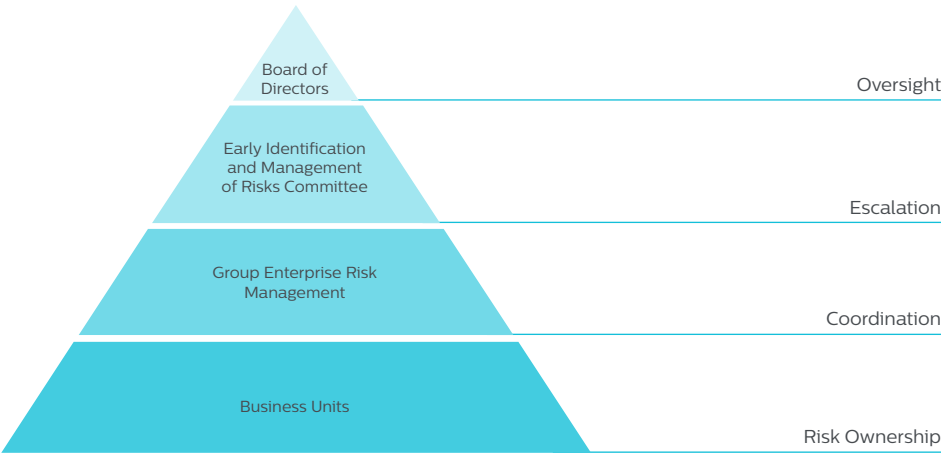 Board of
Directors
Oversight
Early Identification
and Management
of Risks Committee
Escalation
Group Enterprise Risk
Management
Coordination
Business Units
Risk Ownership